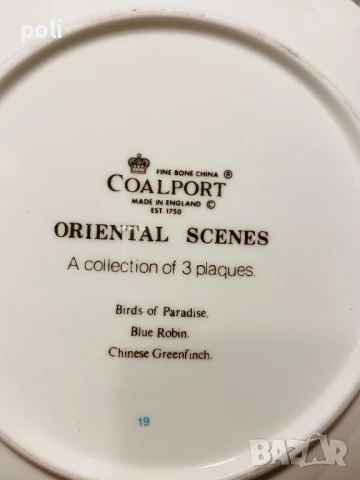 poli
FINE BONE CHINA ®
COALPORT
MADE IN ENGLAND ©
EST. 1750
ORIENTAL SCENES
A collection of 3 plaques.
Birds of Paradise.
Blue Robin.
Chinese Greenfinch.
19
BAZAR